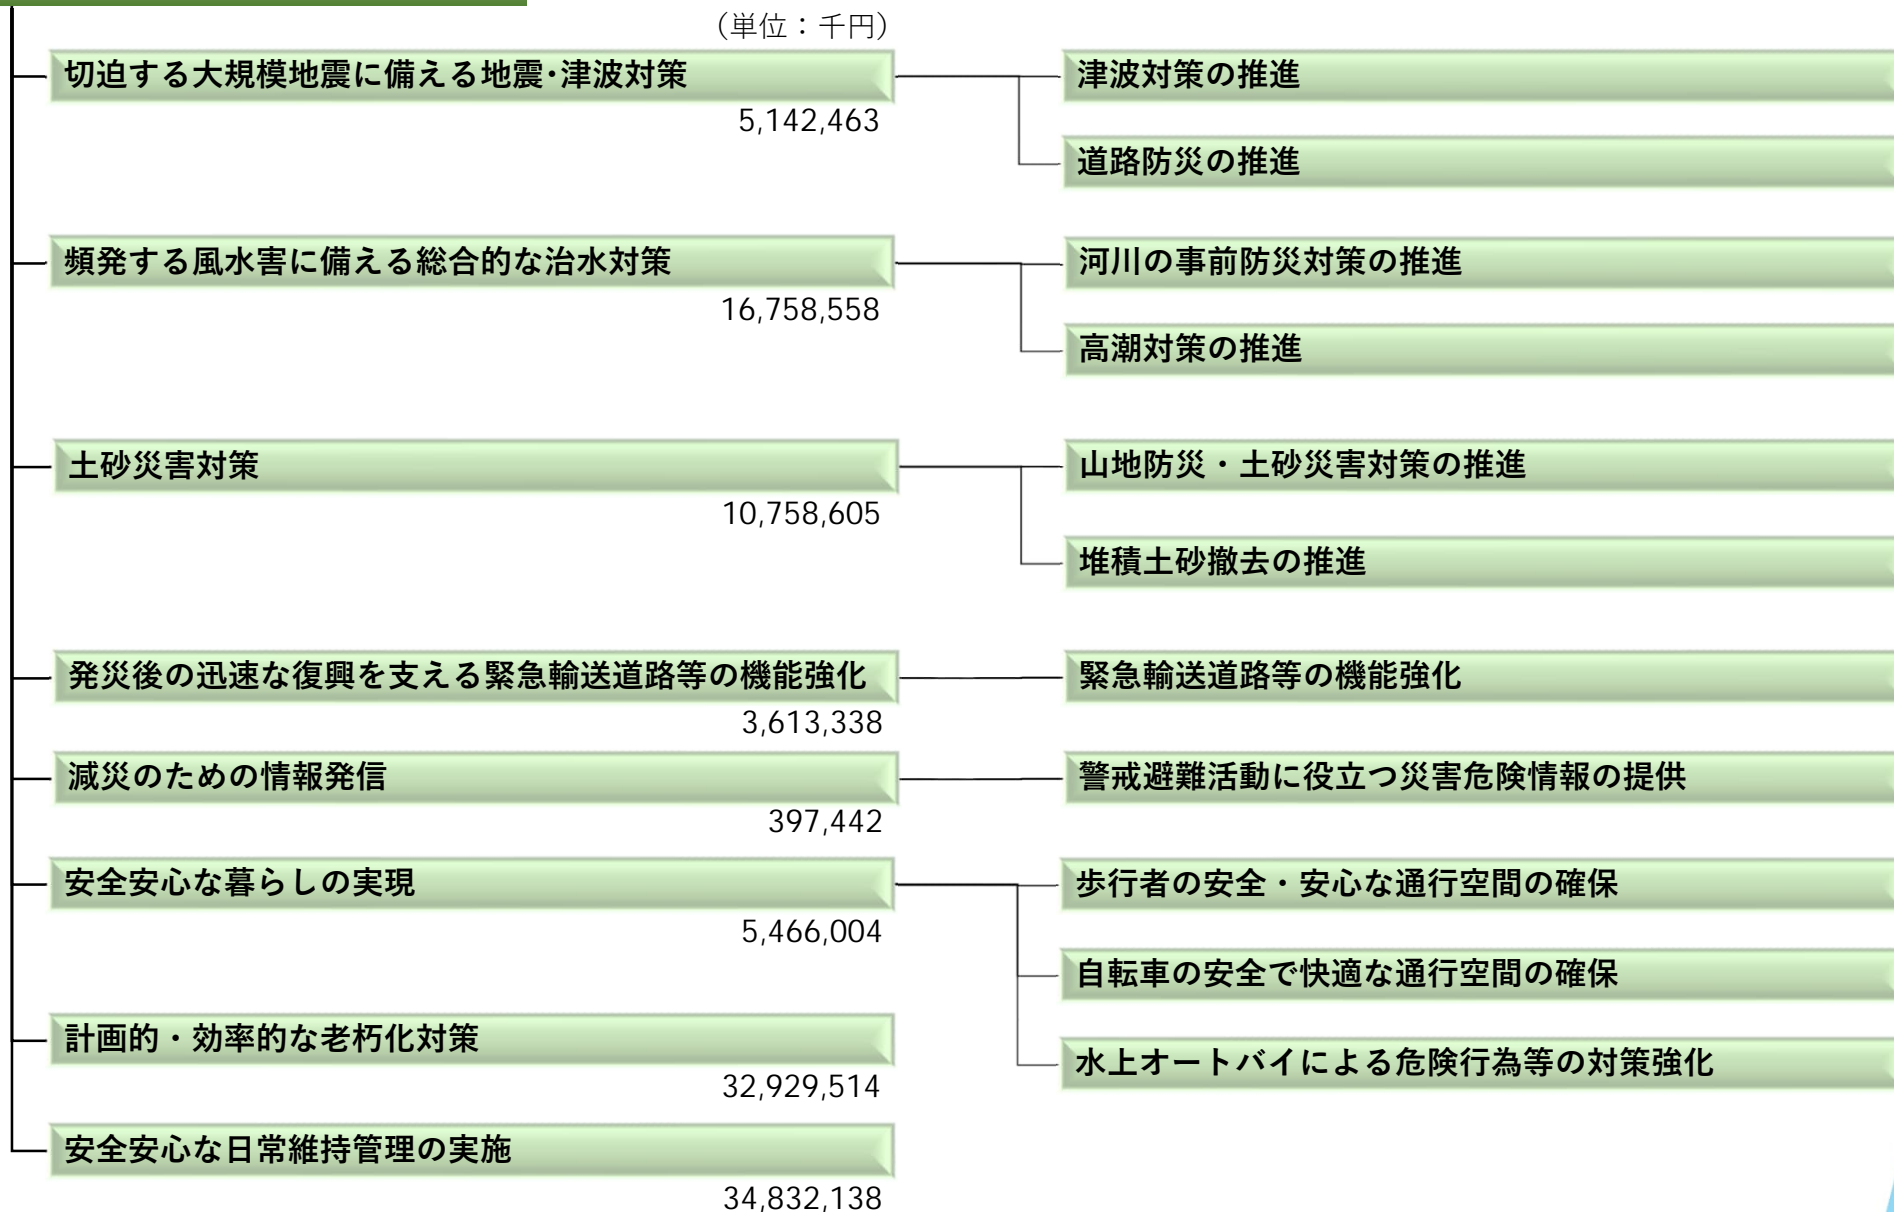 （単位：千円）
切迫する大規模地震に備える地震･津波対策
5,142,463
津波対策の推進
道路防災の推進
頻発する風水害に備える総合的な治水対策
16,758,558
河川の事前防災対策の推進
高潮対策の推進
土砂災害対策
10,758,605
山地防災・土砂災害対策の推進
堆積土砂撤去の推進
発災後の迅速な復興を支える緊急輸送道路等の機能強化
3,613,338
緊急輸送道路等の機能強化
減災のための情報発信
397,442
警戒避難活動に役立つ災害危険情報の提供
安全安心な暮らしの実現
5,466,004
歩行者の安全・安心な通行空間の確保
自転車の安全で快適な通行空間の確保
水上オートバイによる危険行為等の対策強化
計画的・効率的な老朽化対策
32,929,514
安全安心な日常維持管理の実施
34,832,138